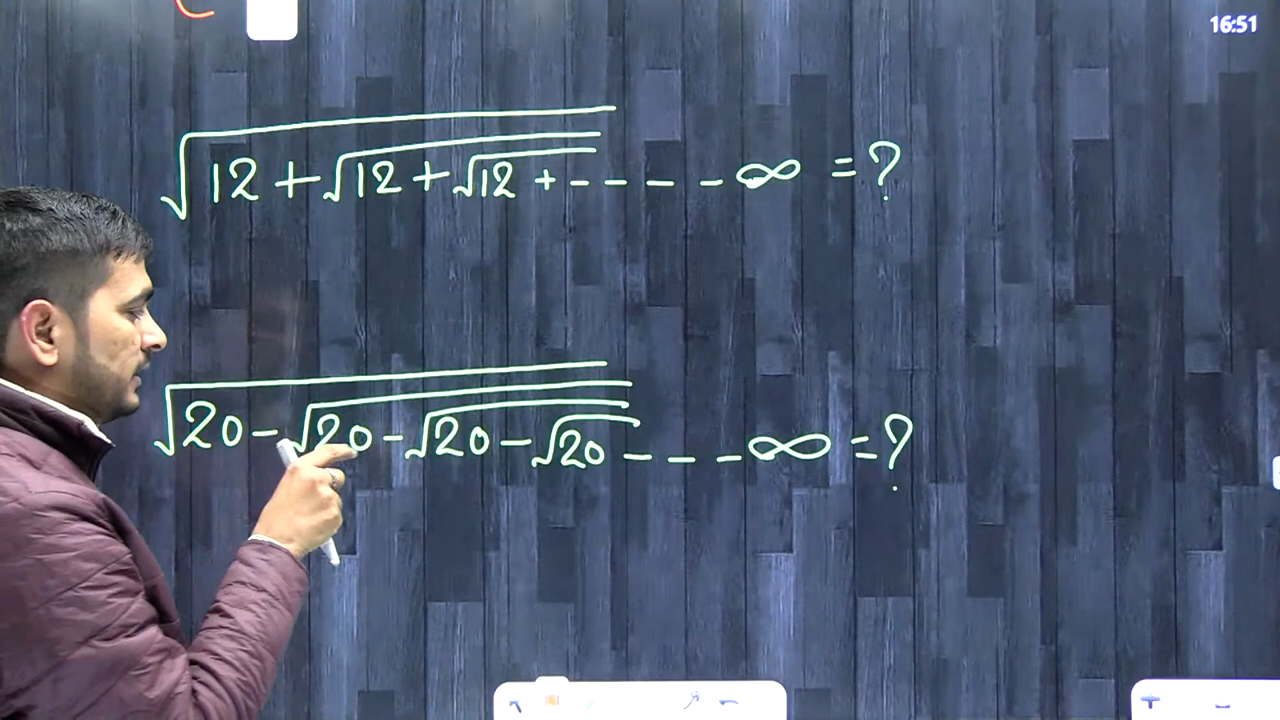 16:51
√12+√12+√12+----∞ =?
√20-√20-√20-√20---∞ =?